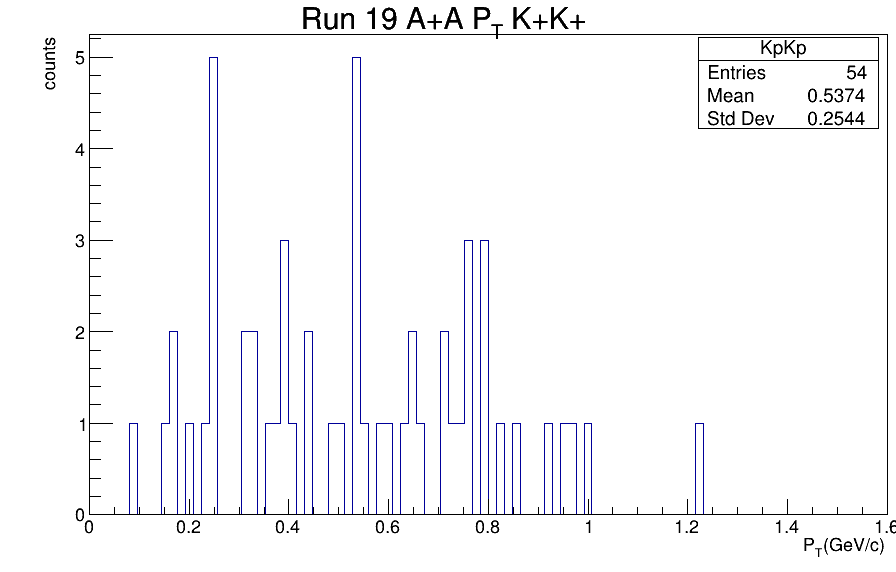 Run 19 A+A P_T K+K+
counts
KpKp
Entries 54
Mean 0.5374
Std Dev 0.2544
5
4
3
2
1
0
0 0.2 0.4 0.6 0.8 1 1.2 1.4 1.6
P_T(GeV/c)